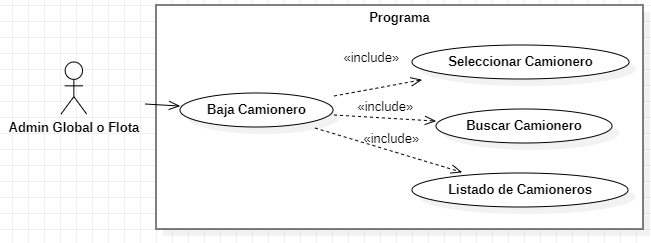 Programa
«include»
Seleccionar Camionero
Admin Global o Flota
Baja Camionero
«include»
Buscar Camionero
«include»
Listado de Camioneros